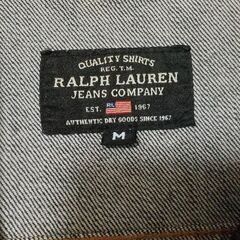 QUALITY SHIRTS
REG. T.M.
RALPH LAUREN
JEANS COMPANY
EST. RL 1967
AUTHENTIC DRY GOODS SINCE 1967
M